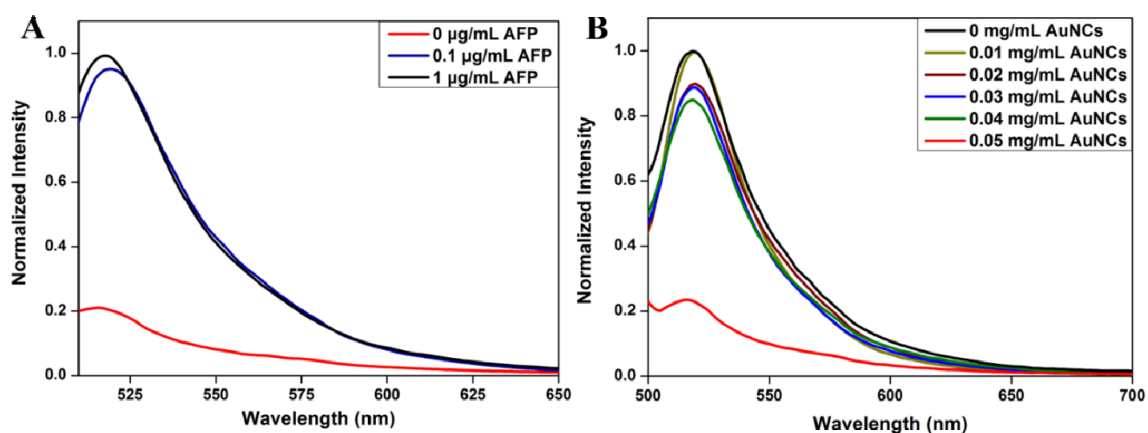 A
0 µg/mL AFP
0.1 µg/mL AFP
1 µg/mL AFP
Normalized Intensity
1.0
0.8
0.6
0.4
0.2
0.0
525 550 575 600 625 650
Wavelength (nm)
B
0 mg/mL AuNCs
0.01 mg/mL AuNCs
0.02 mg/mL AuNCs
0.03 mg/mL AuNCs
0.04 mg/mL AuNCs
0.05 mg/mL AuNCs
Normalized Intensity
1.0
0.8
0.6
0.4
0.2
0.0
500 550 600 650 700
Wavelength (nm)